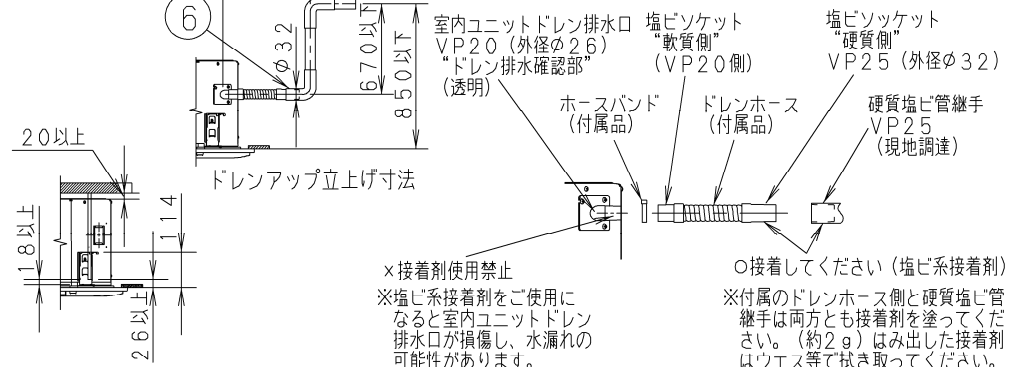 6
φ32
670以下
850以下
ドレンアップ立上げ寸法
20以上
18以上
114
26以上
室内ユニットドレン排水口
VP20(外径φ26)
“ドレン排水確認部”
(透明)
塩ビソケット
“軟質側”
(VP20側)
塩ビソッケット
“硬質側”
VP25(外径φ32)
ホースバンド
(付属品)
ドレンホース
(付属品)
硬質塩ビ管継手
VP25
(現地調達)
×接着剤使用禁止
※塩ビ系接着剤をご使用に
なると室内ユニットドレン
排水口が損傷し、水漏れの
可能性があります。
○接着してください(塩ビ系接着剤)
※付属のドレンホース側と硬質塩ビ管
継手は両方とも接着剤を塗ってくだ
さい。(約2g)はみ出した接着剤
はウエス等で拭き取ってください。